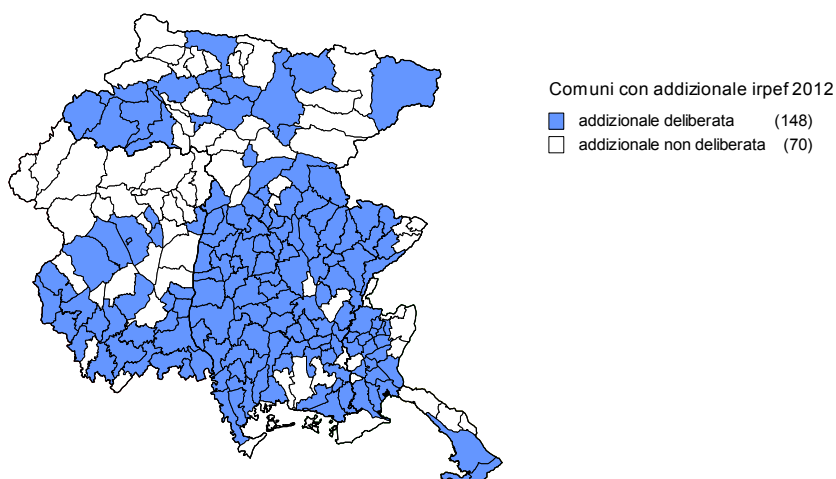 Comuni con addizionale irpef 2012
addizionale deliberata (148)
addizionale non deliberata (70)